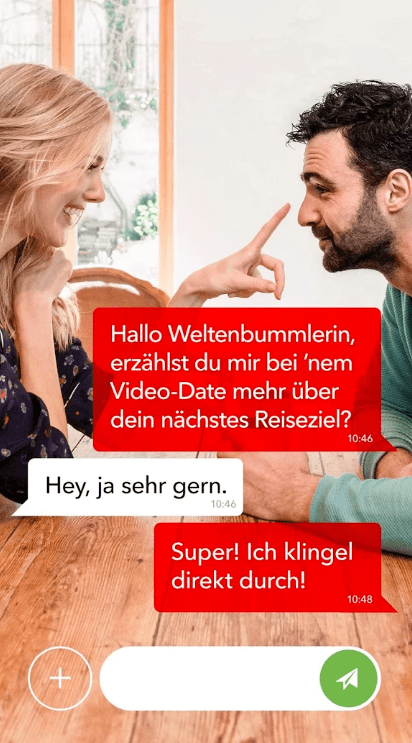 Hallo Weltenbummlerin,
erzählst du mir bei ’nem
Video-Date mehr über
dein nächstes Reiseziel?
10:46
Hey, ja sehr gern.
10:46
Super! Ich klingel
direkt durch!
10:48